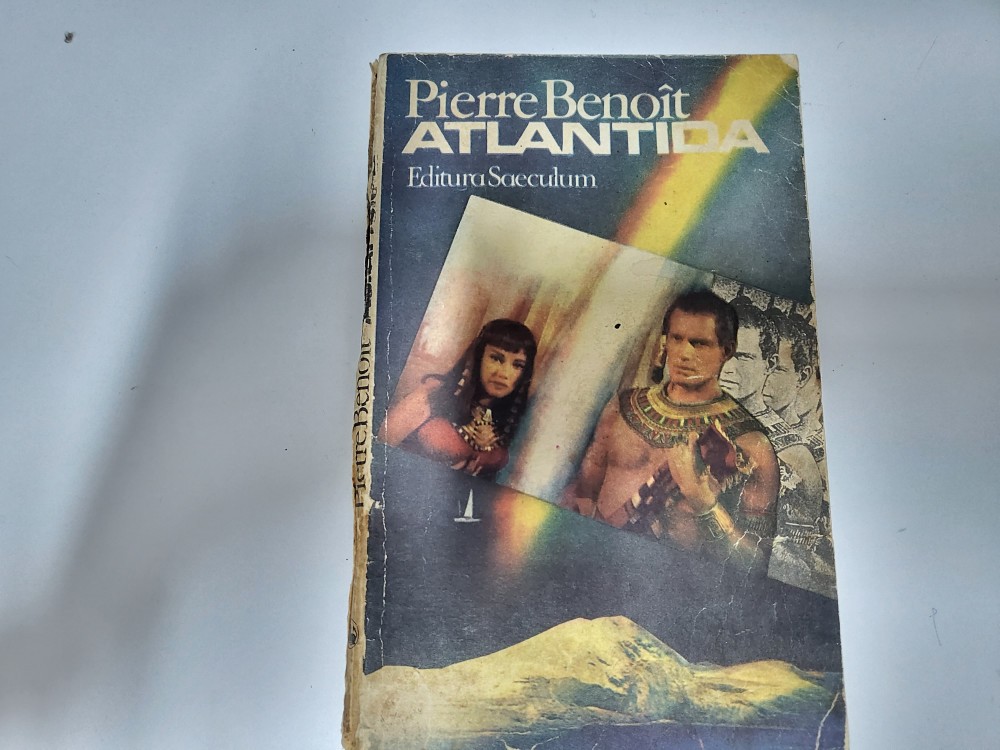 Pierre Benoît
ATLANTIDA
Editura Saeculum
Pierre Benoît